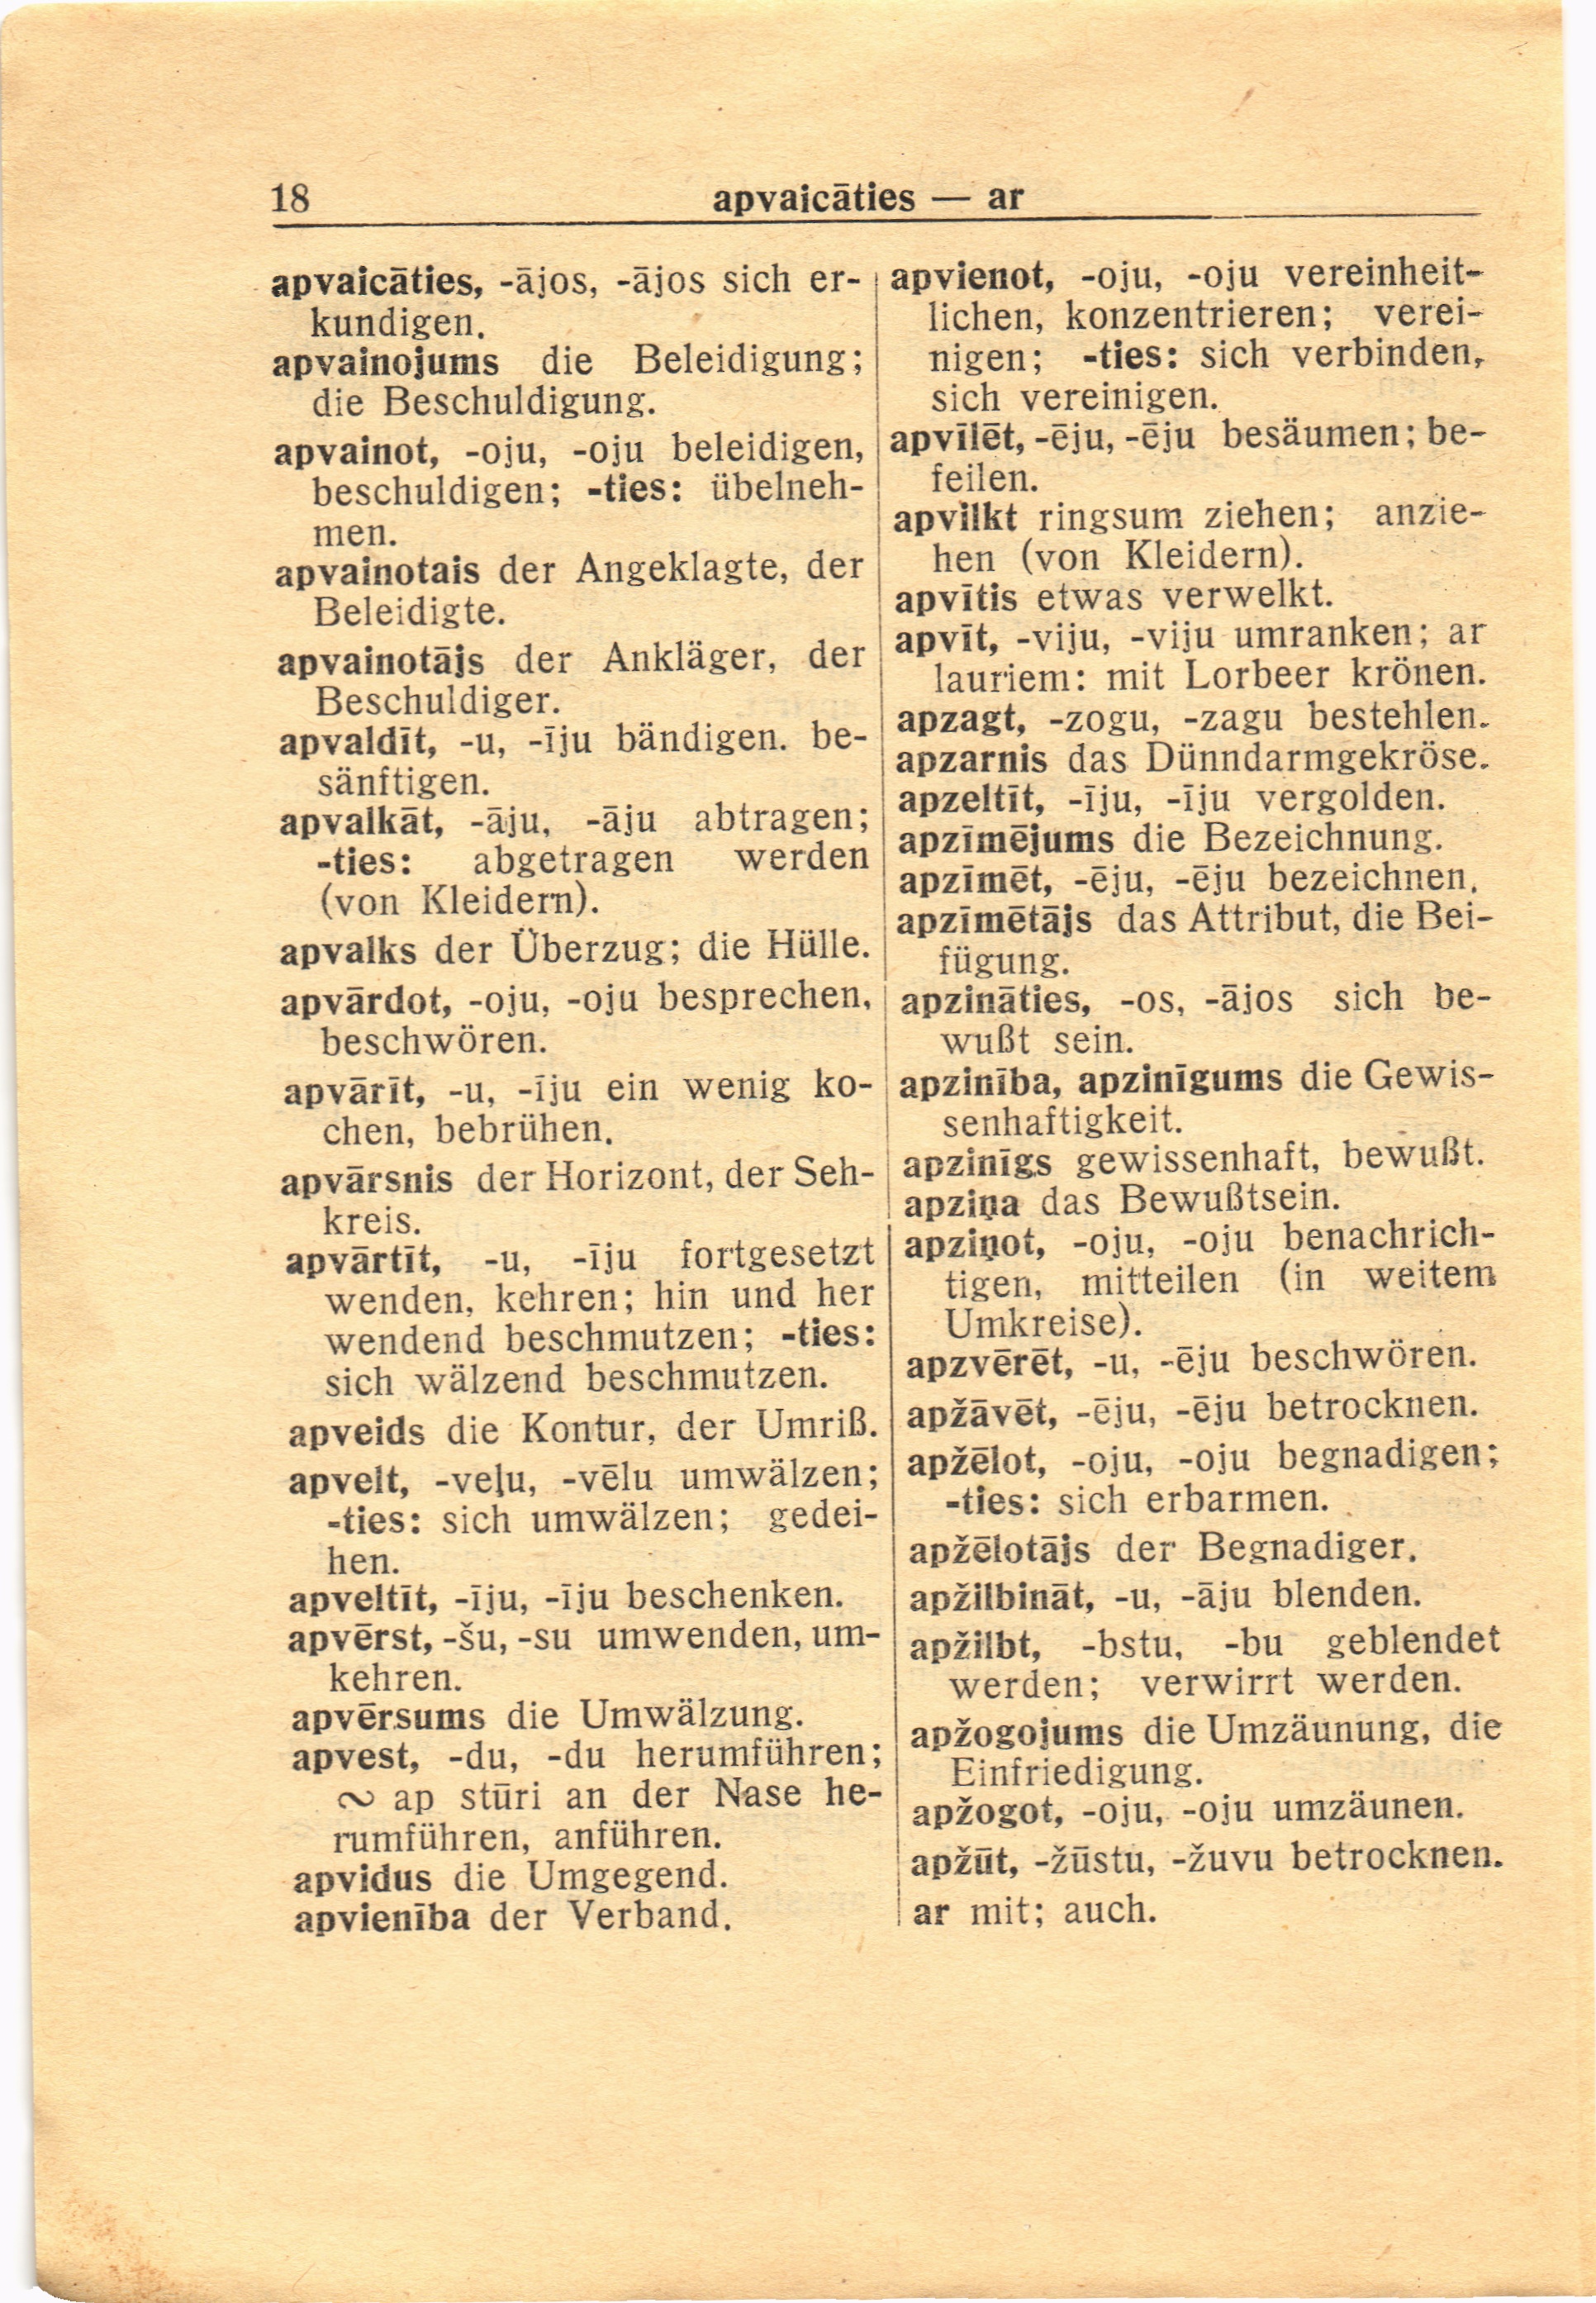 18
apvaicāties — ar
apvaicāties, -ājos, -ājos sich er-
kundigen.
apvainojums die Beleidigung;
die Beschuldigung.
apvainot, -oju, -oju beleidigen,
beschuldigen; -ties: übelneh-
men.
apvainotais der Angeklagte, der
Beleidigte.
apvainotājs der Ankläger, der
Beschuldiger.
apvaldīt, -u, -īju bändigen. be-
sänftigen.
apvalkāt, -āju, -āju abtragen;
-ties: abgetragen werden
(von Kleidern).
apvalks der Überzug; die Hülle.
apvārdot, -oju, -oju besprechen,
beschwören.
apvārīt, -u, -īju ein wenig ko-
chen, bebrühen.
apvārsnis der Horizont, der Seh-
kreis.
apvārtīt, -u, -īju fortgesetzt
wenden, kehren; hin und her
wendend beschmutzen; -ties:
sich wälzend beschmutzen.
apveids die Kontur, der Umriß.
apvelt, -veļu, -vēlu umwälzen;
-ties: sich umwälzen; gedei-
hen.
apveltīt, -īju, -īju beschenken.
apvērst, -šu, -su umwenden, um-
kehren.
apvērsums die Umwälzung.
apvest, -du, -du herumführen;
∾ ap stūri an der Nase he-
rumführen, anführen.
apvidus die Umgegend.
apvienība der Verband.
apvienot, -oju, -oju vereinheit-
lichen, konzentrieren; verei-
nigen; -ties: sich verbinden,
sich vereinigen.
apvīlēt, -ēju, -ēju besäumen; be-
feilen.
apvilkt ringsum ziehen; anzie-
hen (von Kleidern).
apvītis etwas verwelkt.
apvīt, -viju, -viju umranken; ar
lauriem: mit Lorbeer krönen.
apzagt, -zogu, -zagu bestehlen.
apzarnis das Dünndarmgekröse.
apzeltīt, -īju, -īju vergolden.
apzīmējums die Bezeichnung.
apzīmēt, -ēju, -ēju bezeichnen.
apzīmētājs das Attribut, die Bei-
fügung.
apzināties, -os, -ājos sich be-
wußt sein.
apzinība, apzinīgums die Gewis-
senhaftigkeit.
apzinīgs gewissenhaft, bewußt.
apziņa das Bewußtsein.
apziņot, -oju, -oju benachrich-
tigen, mitteilen (in weitem
Umkreise).
apzvērēt, -u, -ēju beschwören.
apžāvēt, -ēju, -ēju betrocknen.
apžēlot, -oju, -oju begnadigen;
-ties: sich erbarmen.
apžēlotājs der Begnadiger.
apžilbināt, -u, -āju blenden.
apžilbt, -bstu, -bu geblendet
werden; verwirrt werden.
apžogojums die Umzäunung, die
Einfriedigung.
apžogot, -oju, -oju umzäunen.
apžūt, -žūstu, -žuvu betrocknen.
ar mit; auch.